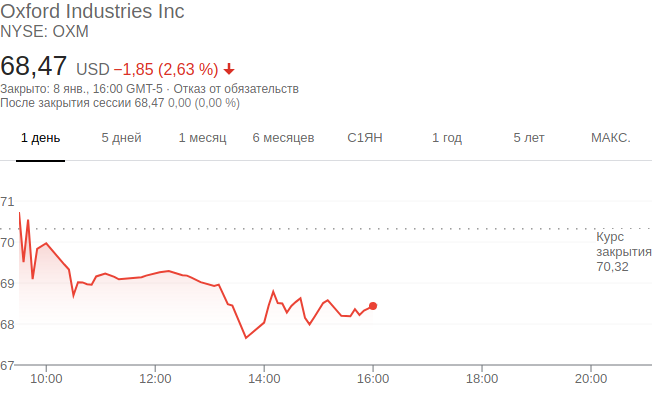 Oxford Industries Inc
NYSE: OXM
68,47 USD −1,85 (2,63 %)
Закрыто: 8 янв., 16:00 GMT-5 · Отказ от обязательств
После закрытия сессии 68,47 0,00 (0,00 %)
1 день 5 дней 1 месяц 6 месяцев С1ЯН 1 год 5 лет МАКС.
71
70
69
68
67
Курс
закрытия
70,32
10:00 12:00 14:00 16:00 18:00 20:00